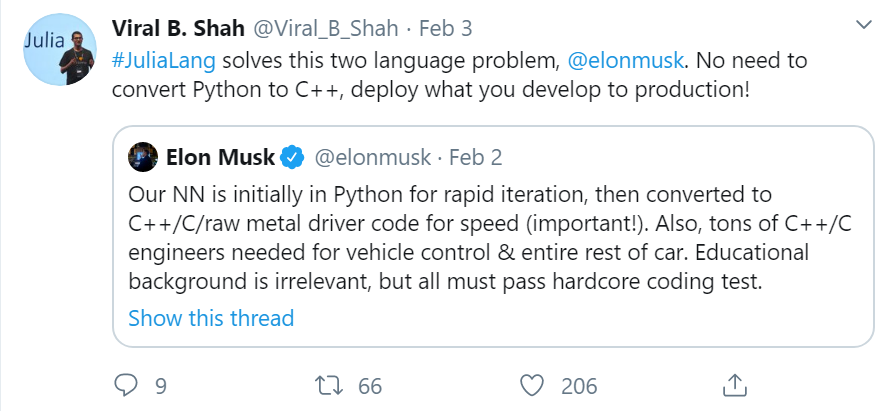 Julia
Viral B. Shah @Viral_B_Shah · Feb 3
#JuliaLang solves this two language problem, @elonmusk. No need to
convert Python to C++, deploy what you develop to production!
Elon Musk @elonmusk · Feb 2
Our NN is initially in Python for rapid iteration, then converted to
C++/C/raw metal driver code for speed (important!). Also, tons of C++/C
engineers needed for vehicle control & entire rest of car. Educational
background is irrelevant, but all must pass hardcore coding test.
Show this thread
9 66 206